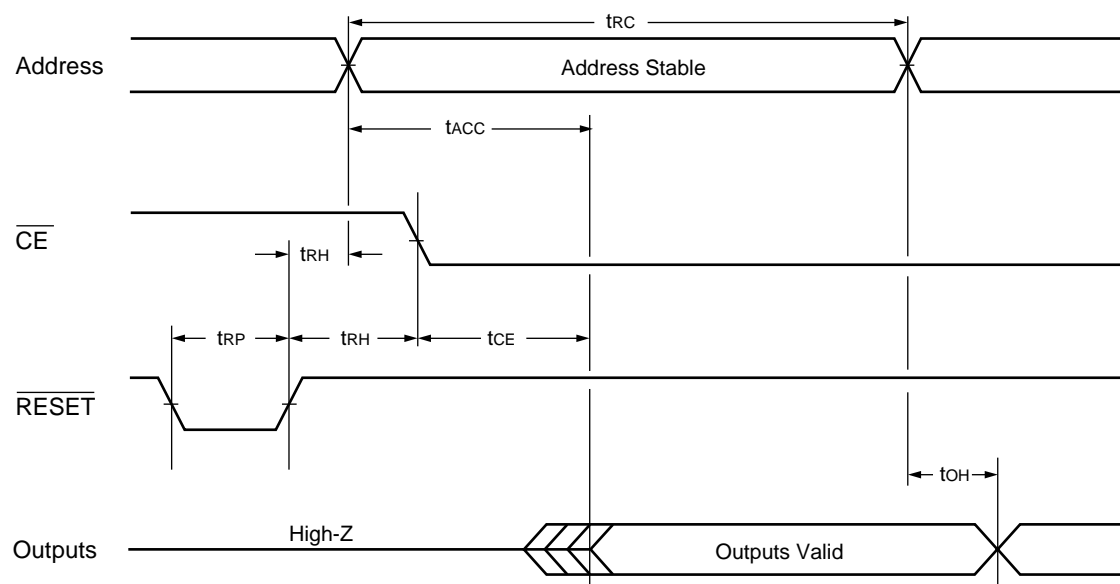 tRC
Address
Address Stable
tACC
CE
tRH
tRP
tRH
tCE
RESET
tOH
High-Z
Outputs
Outputs Valid